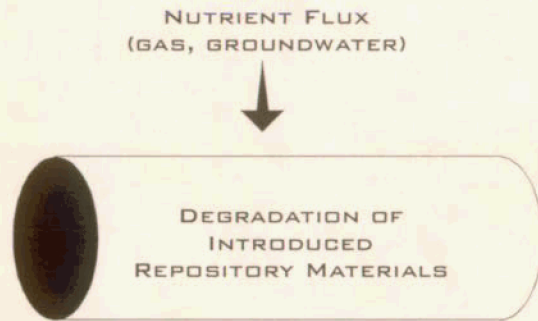 NUTRIENT FLUX
(GAS, GROUNDWATER)
DEGRADATION OF
INTRODUCED
REPOSITORY MATERIALS